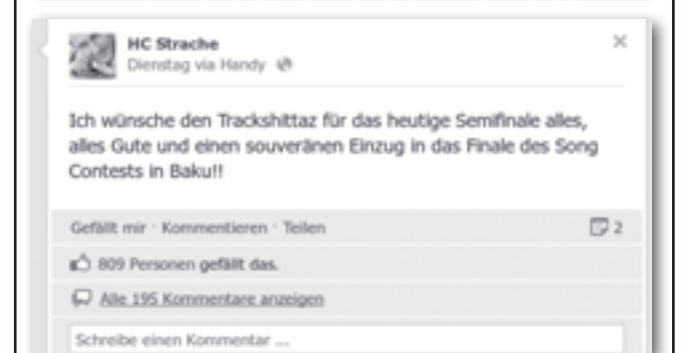 HC Strache
Dienstag via Handy
Ich wünsche den Trackshittaz für das heutige Semifinale alles,
alles Gute und einen souveränen Einzug in das Finale des Song
Contests in Baku!!
Gefällt mir · Kommentieren · Teilen 2
809 Personen gefällt das.
Alle 195 Kommentare anzeigen
Schreibe einen Kommentar ...